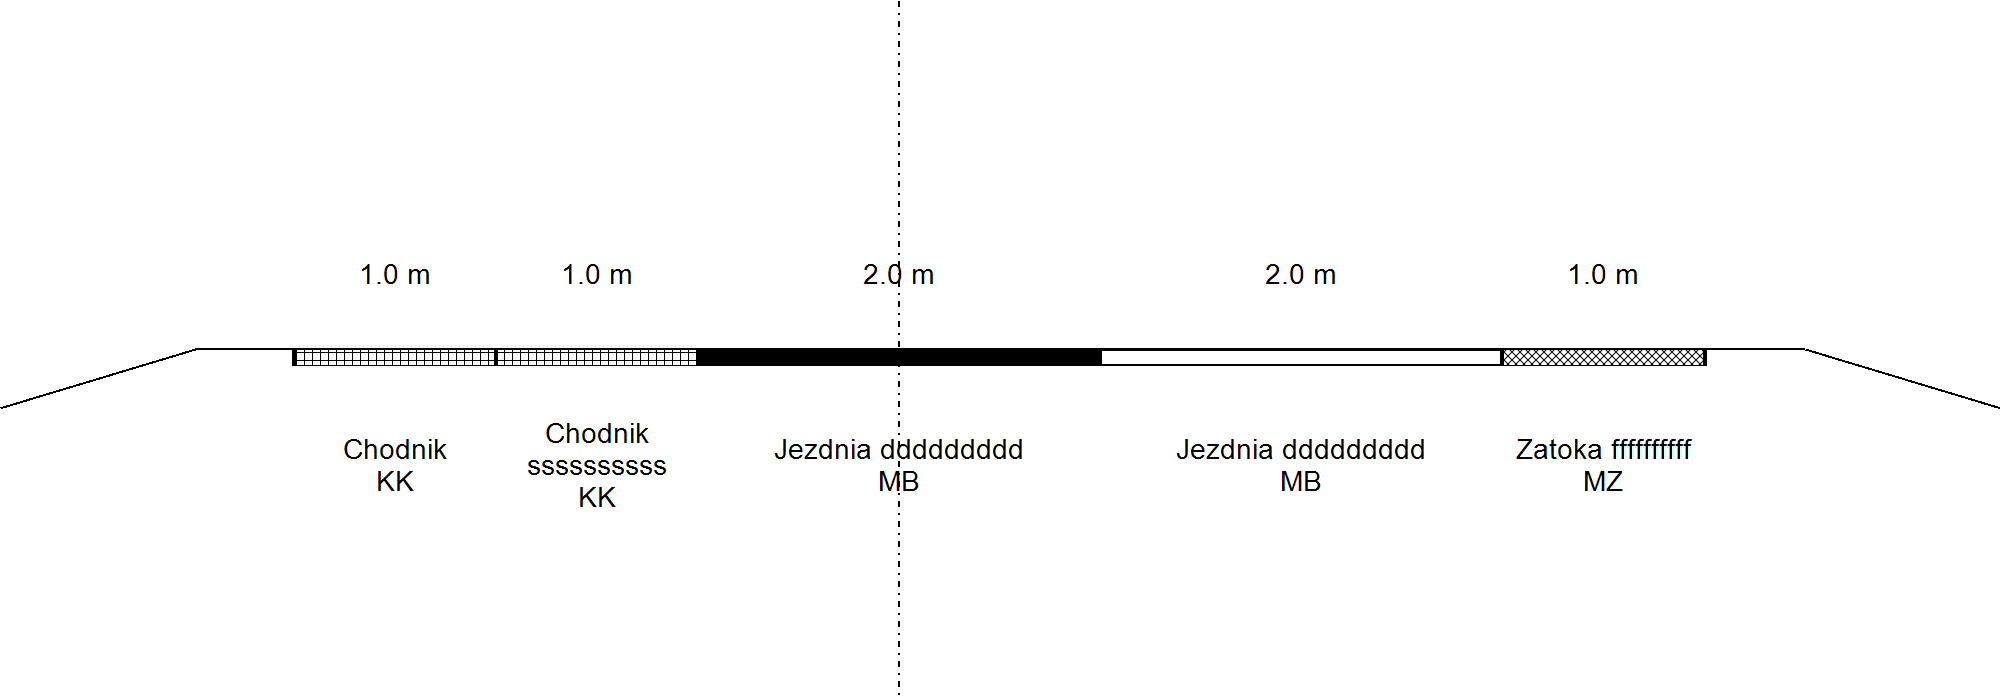 1.0 m 1.0 m 2.0 m 2.0 m 1.0 m
Chodnik
KK
Chodnik
ssssssssss
KK
Jezdnia ddddddddd
MB
Jezdnia ddddddddd
MB
Zatoka ffffffffff
MZ